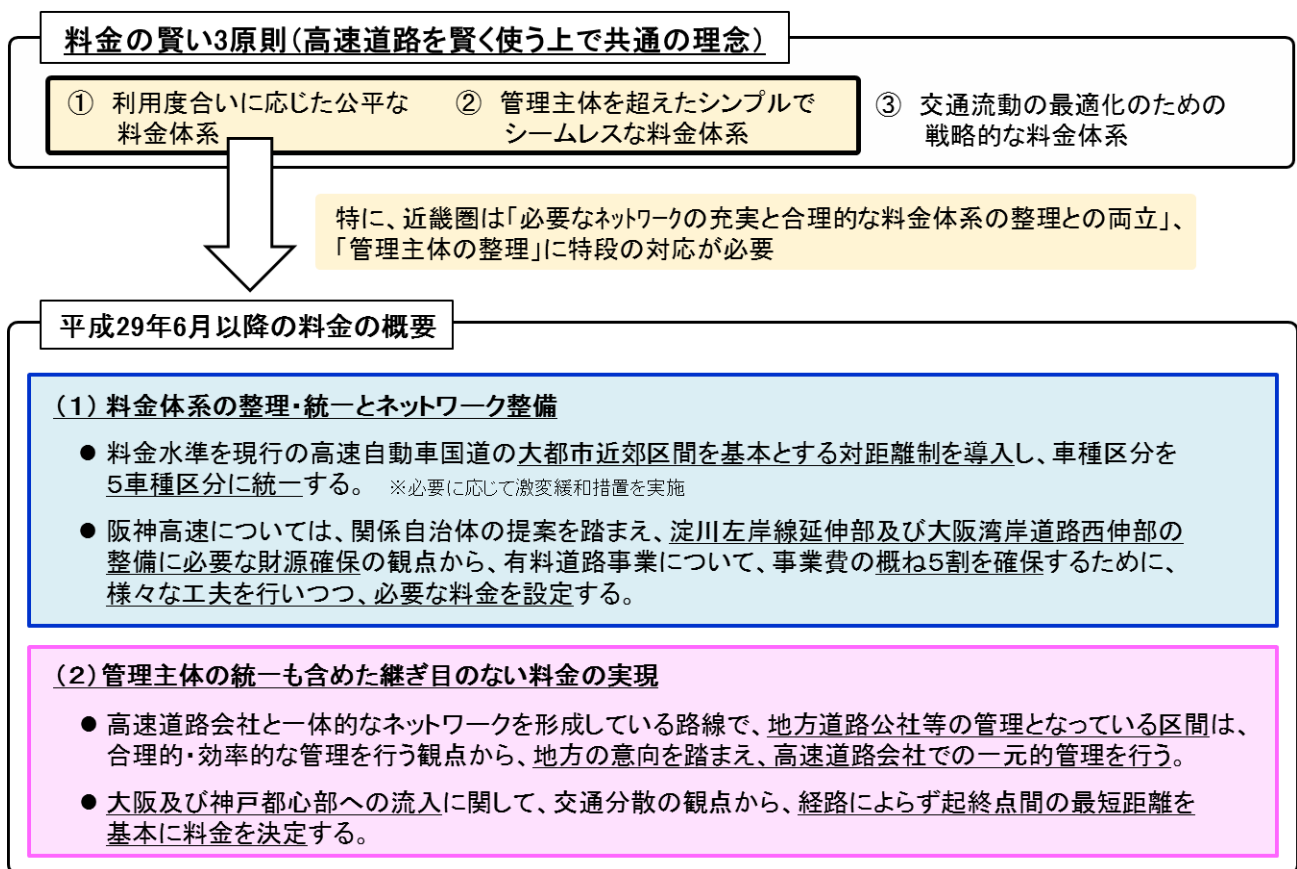 料金の賢い3原則(高速道路を賢く使う上で共通の理念)
① 利用度合いに応じた公平な
料金体系
② 管理主体を超えたシンプルで
シームレスな料金体系
③ 交通流動の最適化のための
戦略的な料金体系
特に、近畿圏は「必要なネットワークの充実と合理的な料金体系の整理との両立」、
「管理主体の整理」に特段の対応が必要
平成29年6月以降の料金の概要
(1) 料金体系の整理・統一とネットワーク整備
● 料金水準を現行の高速自動車国道の大都市近郊区間を基本とする対距離制を導入し、車種区分を
5車種区分に統一する。 ※必要に応じて激変緩和措置を実施
● 阪神高速については、関係自治体の提案を踏まえ、淀川左岸線延伸部及び大阪湾岸道路西伸部の
整備に必要な財源確保の観点から、有料道路事業について、事業費の概ね5割を確保するために、
様々な工夫を行いつつ、必要な料金を設定する。
(2) 管理主体の統一も含めた継ぎ目のない料金の実現
● 高速道路会社と一体的なネットワークを形成している路線で、地方道路公社等の管理となっている区間は、
合理的・効率的な管理を行う観点から、地方の意向を踏まえ、高速道路会社での一元的管理を行う。
● 大阪及び神戸都心部への流入に関して、交通分散の観点から、経路によらず起終点間の最短距離を
基本に料金を決定する。